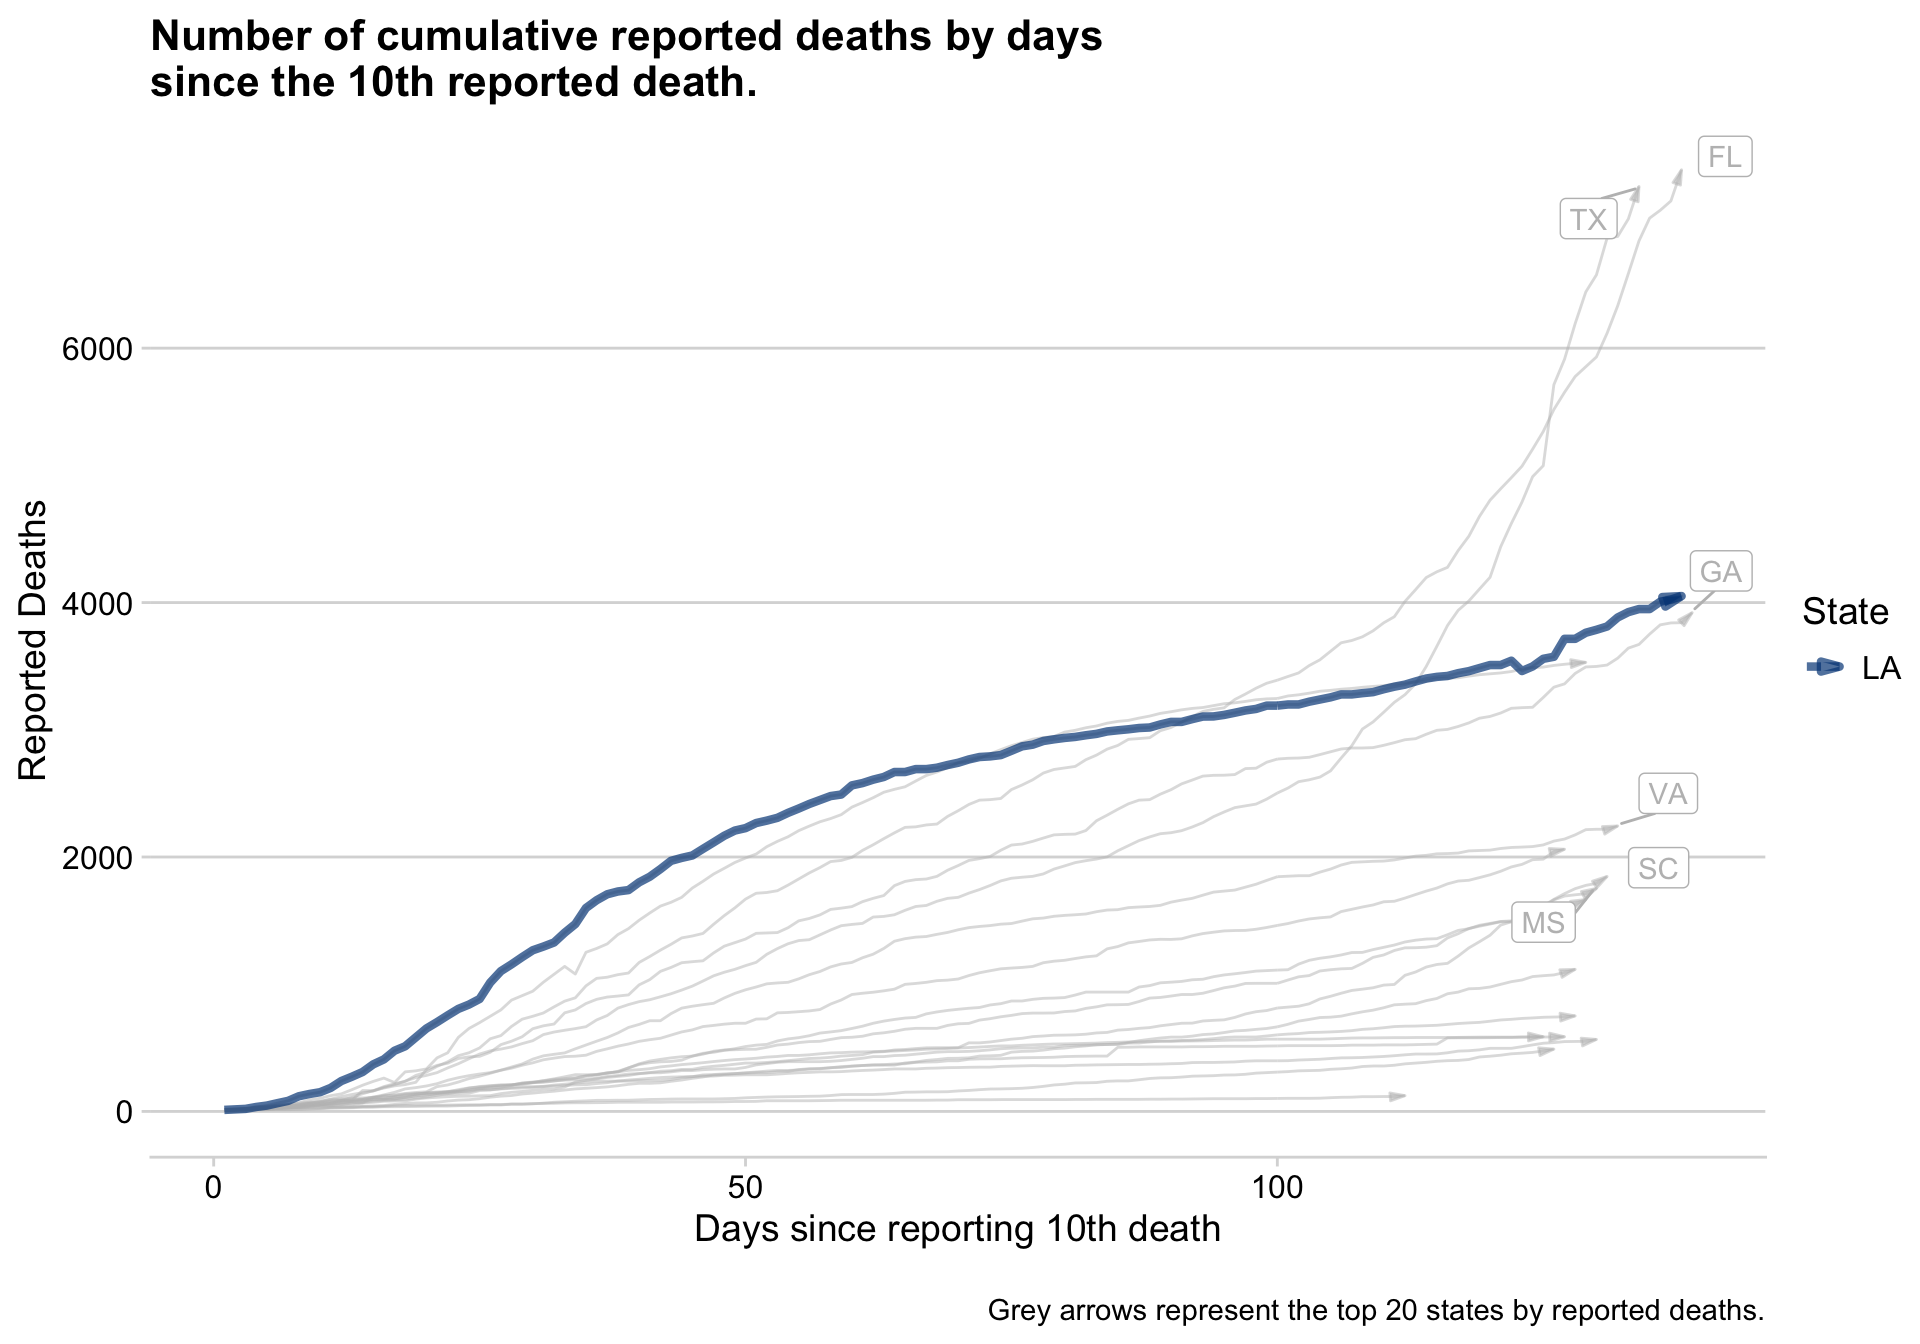 Number of cumulative reported deaths by days
since the 10th reported death.
FL
TX
6000
GA
4000
Reported Deaths
State
LA
VA
2000
SC
MS
0
0
50
100
Days since reporting 10th death
Grey arrows represent the top 20 states by reported deaths.